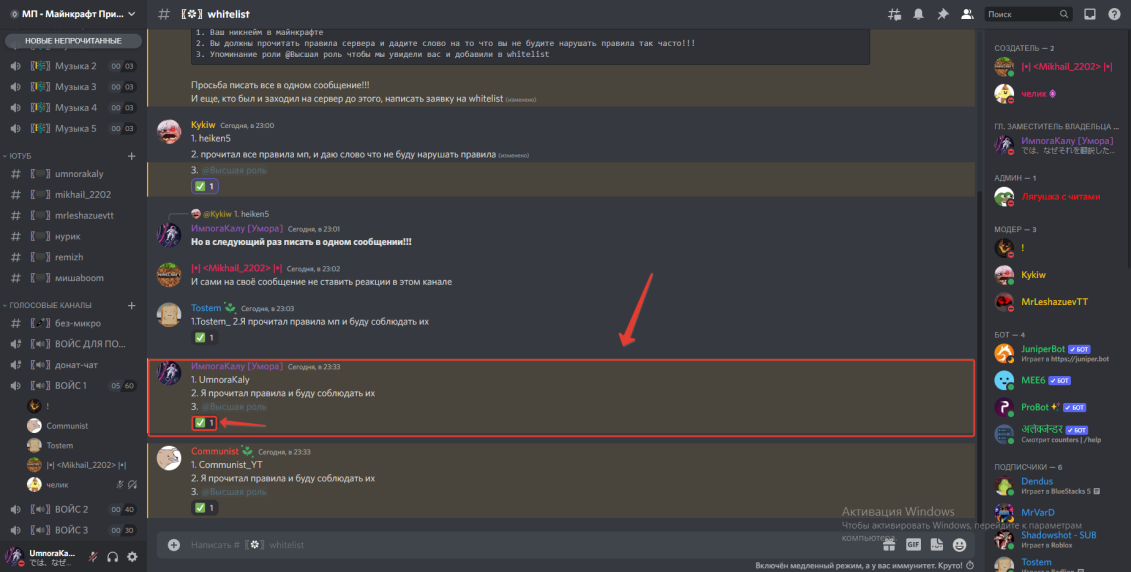 МП - Майнкрафт При...
НОВЫЕ НЕПРОЧИТАННЫЕ
Музыка 2 00 03
Музыка 3 00 03
Музыка 4 00 03
Музыка 5 00 03
ЮТУБ
umnorakaly
mikhail_2202
mrleshazuevtt
нурик
remizh
мишаboom
ГОЛОСОВЫЕ КАНАЛЫ
без-микро
ВОЙС ДЛЯ ПО...
донат-чат
ВОЙС 1 05 60
!
Communist
Tostem
|•| <Mikhail_2202> |•|
челик
ВОЙС 2 00 40
ВОЙС 3 00 30
UmnoraKa...
では、なぜ...
whitelist
Поиск
1. Ваш никнейм в майнкрафте
2. Вы должны прочитать правила сервера и дадите слово на то что вы не будите нарушать правила так часто!!!
3. Упоминание роли @Высшая роль чтобы мы увидели вас и добавили в whitelist
Просьба писать все в одном сообщение!!!
И еще, кто был и заходил на сервер до этого, написать заявку на whitelist (изменено)
Kykiw Сегодня, в 23:00
1. heiken5
2. прочитал все правила мп, и даю слово что не буду нарушать правила (изменено)
3. @Высшая роль
1
@Kykiw 1. heiken5
ИмпогаКалу [Умора] Сегодня, в 23:01
Но в следующий раз писать в одном сообщении!!!
|•| <Mikhail_2202> |•| Сегодня, в 23:02
И сами на своё сообщение не ставить реакции в этом канале
Tostem Сегодня, в 23:03
1.Tostem_ 2.Я прочитал правила мп и буду соблюдать их
1
ИмпогаКалу [Умора] Сегодня, в 23:33
1. UmnoraKaly
2. Я прочитал правила и буду соблюдать их
3. @Высшая роль
1
Communist Сегодня, в 23:33
1. Communist_YT
2. Я прочитал правила и буду соблюдать их
3. @Высшая роль
1
Написать # whitelist
GIF
Включён медленный режим, а у вас иммунитет. Круто!
СОЗДАТЕЛЬ — 2
|•| <Mikhail_2202> |•|
челик
ГЛ. ЗАМЕСТИТЕЛЬ ВЛАДЕЛЬЦА ...
ИмпогаКалу [Умора]
では、なぜそれを翻訳した...
АДМИН — 1
Лягушка с читами
МОДЕР — 3
!
Kykiw
MrLeshazuevTT
БОТ — 4
JuniperBot БОТ
Играет в https://juniper.bot
MEE6 БОТ
ProBot БОТ
अलेक्जेन्डर БОТ
Смотрит counters | /help
ПОДПИСЧИКИ — 6
Dendus
Играет в BlueStacks 5
MrVarD
Shadowshot - SUB
Играет в Roblox
Tostem
Активация Windows
Чтобы активировать Windows, перейдите к параметрам
компьютера.